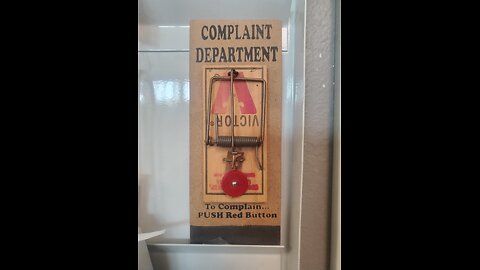 COMPLAINT
DEPARTMENT
VICTOR
To Complain...
PUSH Red Button